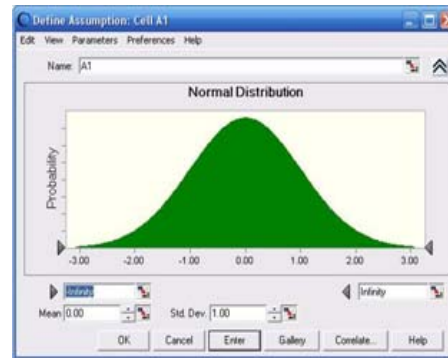 Define Assumption: Cell A1
Edit View Parameters Preferences Help
Name: A1
Normal Distribution
Probability
-3.00 -2.00 -1.00 0.00 1.00 2.00 3.00
-Infinity Infinity
Mean 0.00 Std. Dev. 1.00
OK Cancel Enter Gallery Correlate... Help